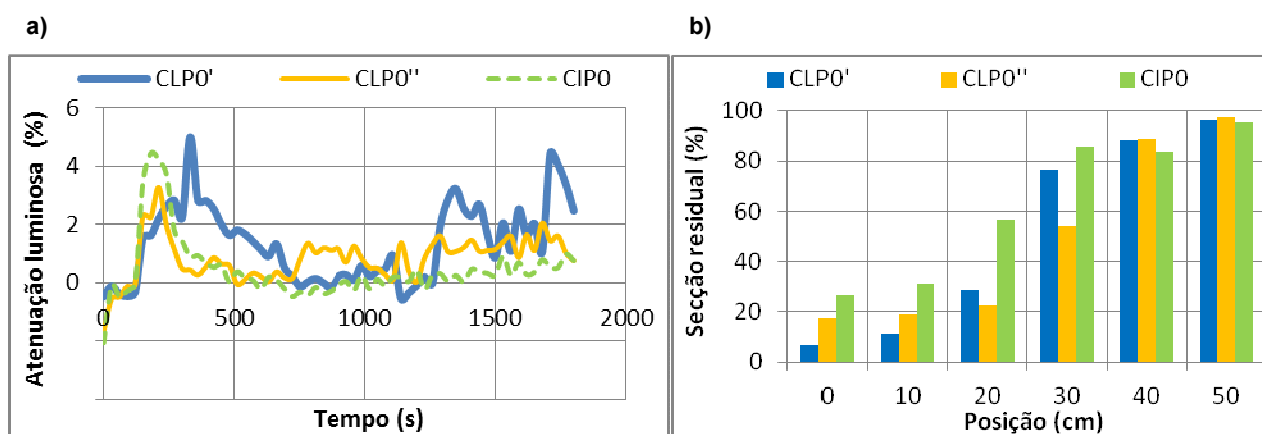 a)
CLP0' CLP0'' CIP0
Atenuação luminosa (%)
6
4
2
0
0 500 1000 1500 2000
Tempo (s)
b)
CLP0' CLP0'' CIP0
Secção residual (%)
100
80
60
40
20
0
0 10 20 30 40 50
Posição (cm)